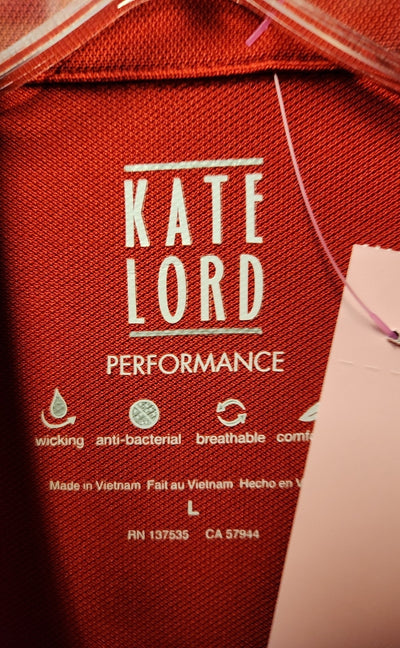 KATE
LORD
PERFORMANCE
wicking anti-bacterial breathable
Made in Vietnam Fait au Vietnam Hecho en
L
RN 137535 CA 57944